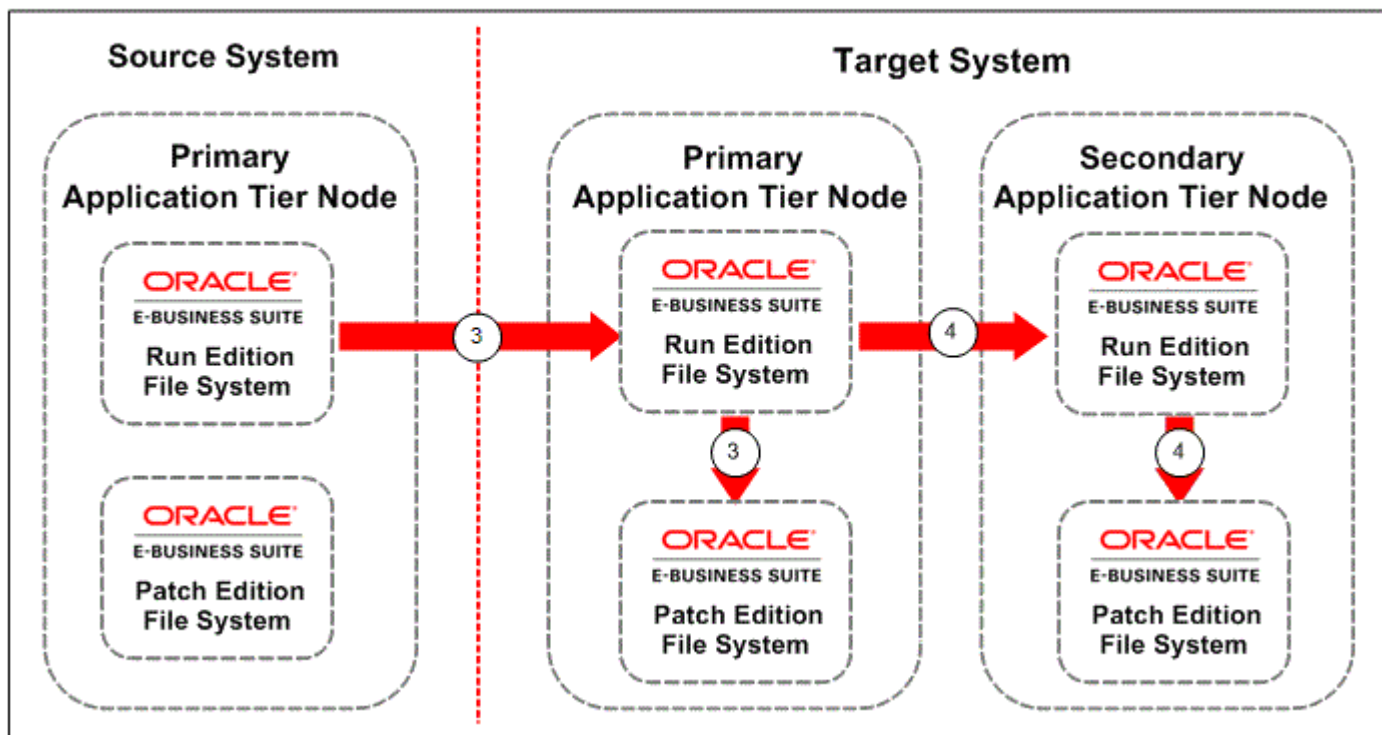 Source System
Target System
Primary
Application Tier Node
ORACLE®
E-BUSINESS SUITE
Run Edition
File System
ORACLE®
E-BUSINESS SUITE
Patch Edition
File System
3
Primary
Application Tier Node
ORACLE®
E-BUSINESS SUITE
Run Edition
File System
3
ORACLE®
E-BUSINESS SUITE
Patch Edition
File System
4
Secondary
Application Tier Node
ORACLE®
E-BUSINESS SUITE
Run Edition
File System
4
ORACLE®
E-BUSINESS SUITE
Patch Edition
File System